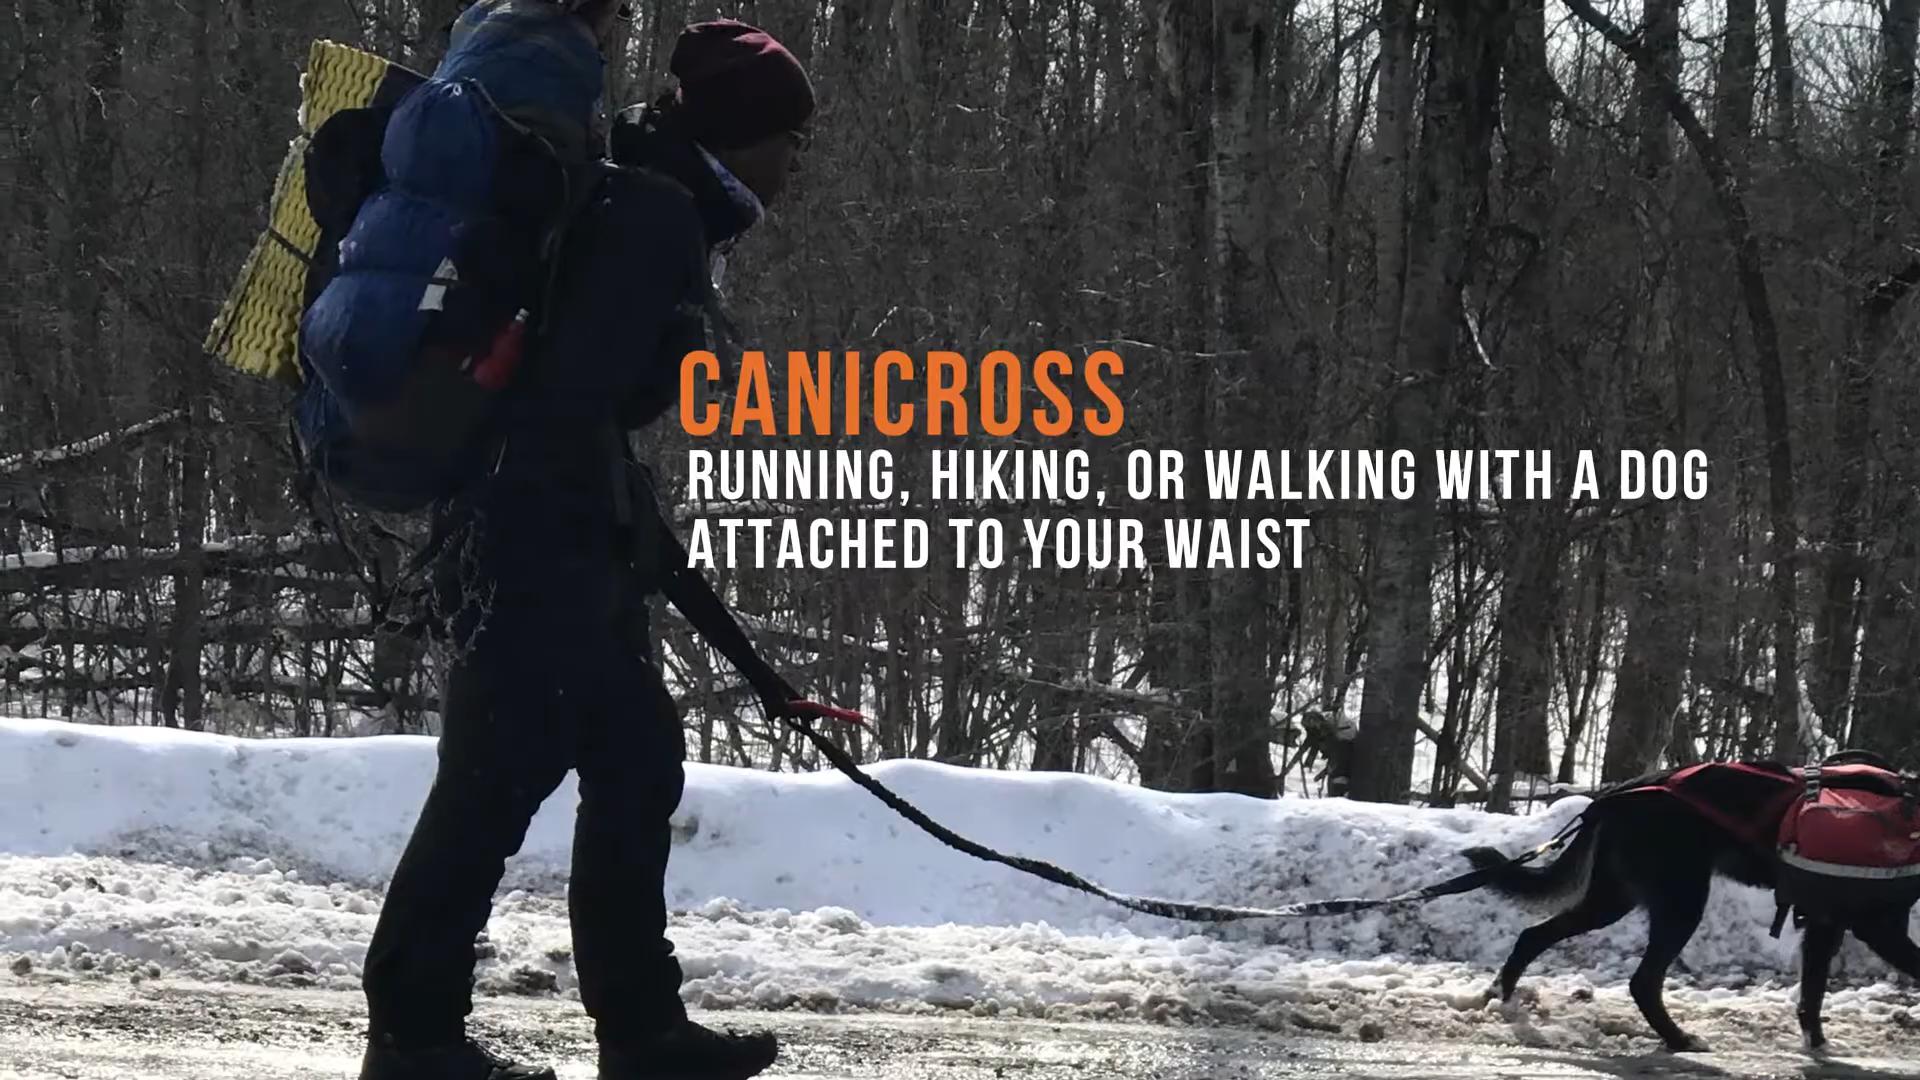 CANICROSS
RUNNING, HIKING, OR WALKING WITH A DOG
ATTACHED TO YOUR WAIST